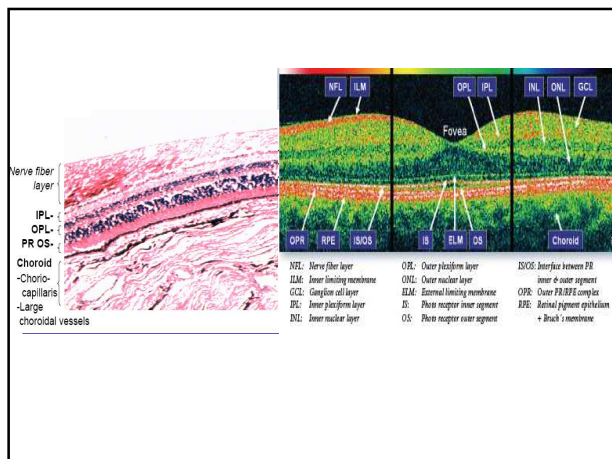 Nerve fiber
layer
IPL-
OPL-
PR OS-
Choroid
-Chorio-
capillaris
-Large
choroidal vessels
NFL ILM OPL IPL INL ONL GCL
Fovea
OPR RPE IS/OS IS ELM OS Choroid
NFL: Nerve fiber layer
ILM: Inner limiting membrane
GCL: Ganglion cell layer
IPL: Inner plexiform layer
INL: Inner nuclear layer
OPL: Outer plexiform layer
ONL: Outer nuclear layer
ELM: External limiting membrane
IS: Photo receptor inner segment
OS: Photo receptor outer segment
IS/OS: Interface between PR
inner & outer segment
OPR: Outer PR/RPE complex
RPE: Retinal pigment epithelium
+ Bruch's membrane